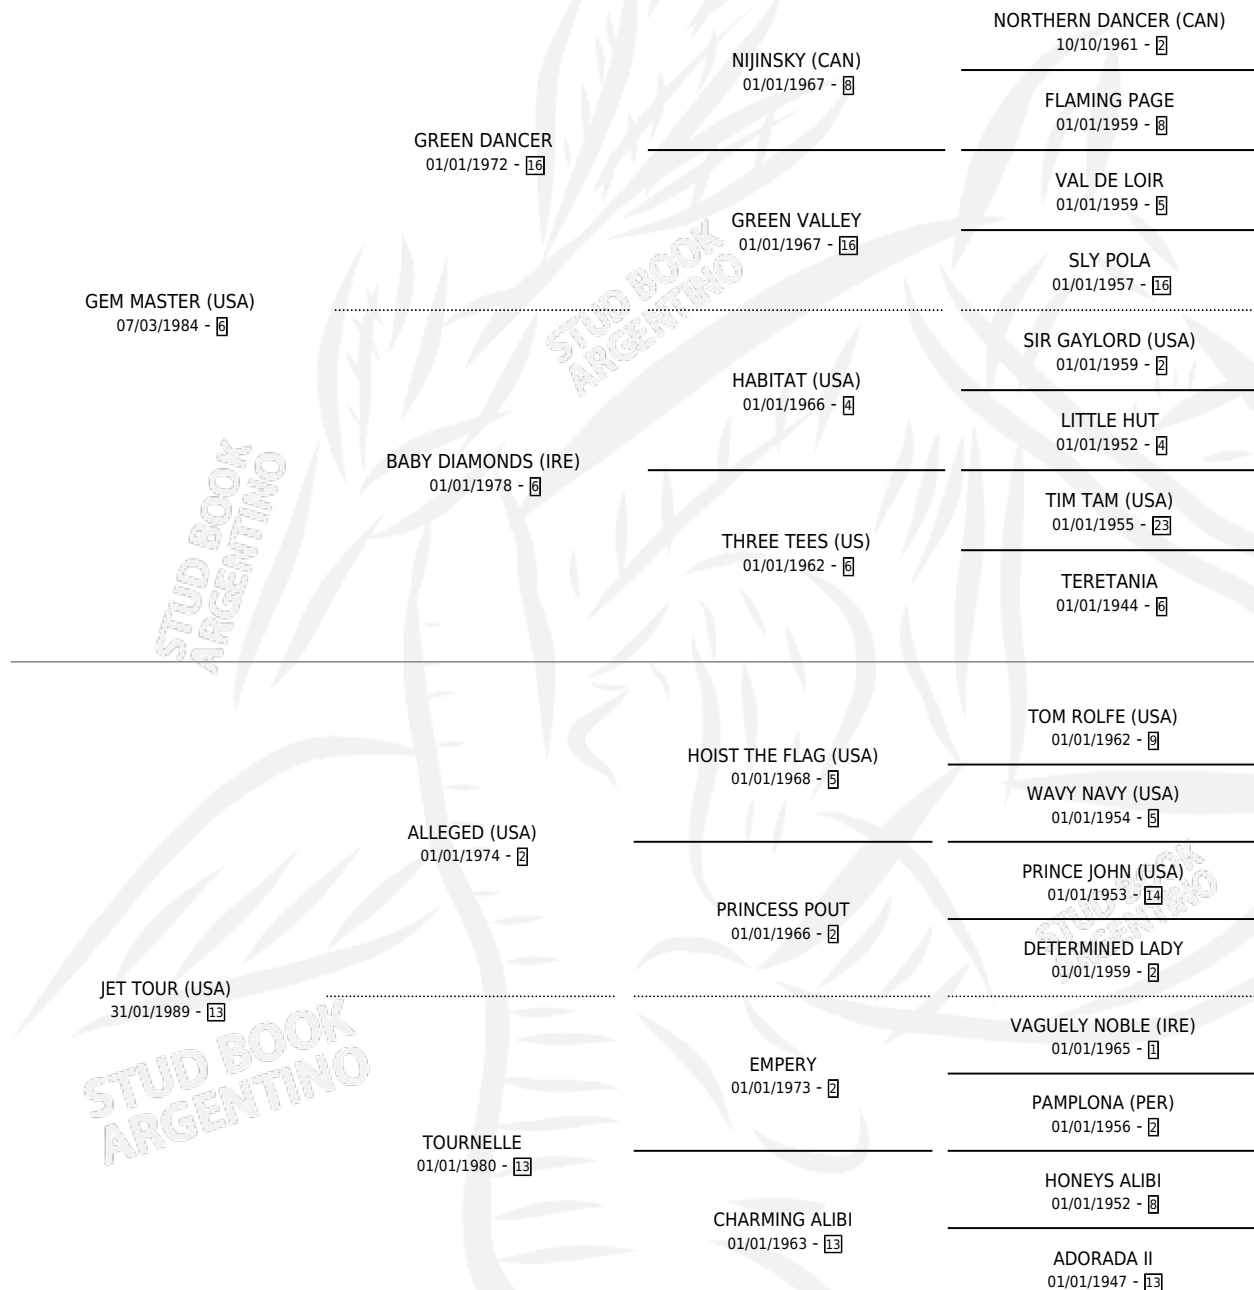 NORTHERN DANCER (CAN)
10/10/1961 - 2
NIJINSKY (CAN)
01/01/1967 - 8
FLAMING PAGE
01/01/1959 - 8
GREEN DANCER
01/01/1972 - 16
VAL DE LOIR
01/01/1959 - 5
GREEN VALLEY
01/01/1967 - 16
SLY POLA
01/01/1957 - 16
GEM MASTER (USA)
07/03/1984 - 6
SIR GAYLORD (USA)
01/01/1959 - 2
HABITAT (USA)
01/01/1966 - 4
LITTLE HUT
01/01/1952 - 4
BABY DIAMONDS (IRE)
01/01/1978 - 6
TIM TAM (USA)
01/01/1955 - 23
THREE TEES (US)
01/01/1962 - 6
TERETANIA
01/01/1944 - 6
TOM ROLFE (USA)
01/01/1962 - 9
HOIST THE FLAG (USA)
01/01/1968 - 5
WAVY NAVY (USA)
01/01/1954 - 5
ALLEGED (USA)
01/01/1974 - 2
PRINCE JOHN (USA)
01/01/1953 - 14
PRINCESS POUT
01/01/1966 - 2
DETERMINED LADY
01/01/1959 - 2
JET TOUR (USA)
31/01/1989 - 13
VAGUELY NOBLE (IRE)
01/01/1965 - 1
EMPERY
01/01/1973 - 2
PAMPLONA (PER)
01/01/1956 - 2
TOURNELLE
01/01/1980 - 13
HONEYS ALIBI
01/01/1952 - 8
CHARMING ALIBI
01/01/1963 - 13
ADORADA II
01/01/1947 - 13
STUD BOOK
ARGENTINO
STUD BOOK
ARGENTINO
STUD BOOK
ARGENTINO
STUD BOOK
ARGENTINO